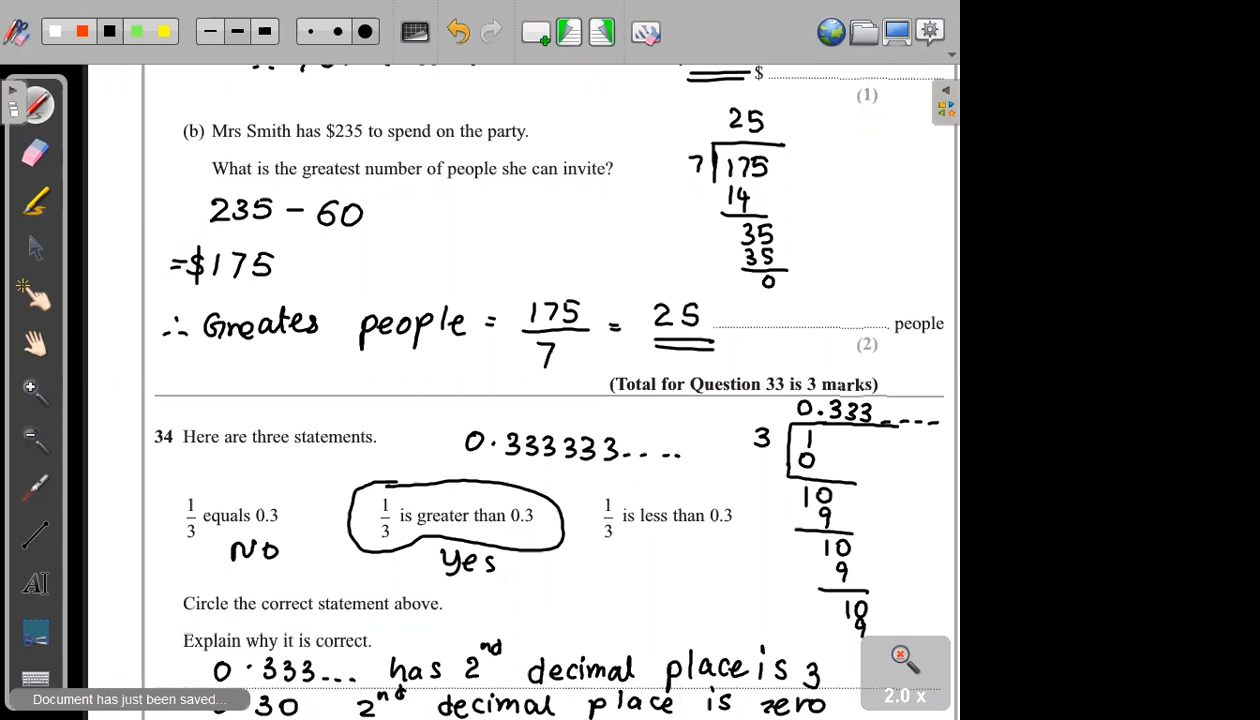 $
(1)
(b) Mrs Smith has $235 to spend on the party.
What is the greatest number of people she can invite?
235 - 60
= $175
25
7 175
14
35
35
0
∴ Greates people = 175/7 = 25 people
(2)
(Total for Question 33 is 3 marks)
34 Here are three statements.
0.333333....
0.333 ----
3 1
0
10
9
10
9
10
9
1/3 equals 0.3
1/3 is greater than 0.3
1/3 is less than 0.3
NO
Yes
Circle the correct statement above.
Explain why it is correct.
0.333... has 2nd decimal place is 3
30 2nd decimal place is zero
Document has just been saved...
2.0 x
AI